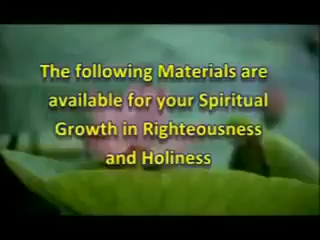 The following Materials are
available for your Spiritual
Growth in Righteousness
and Holiness